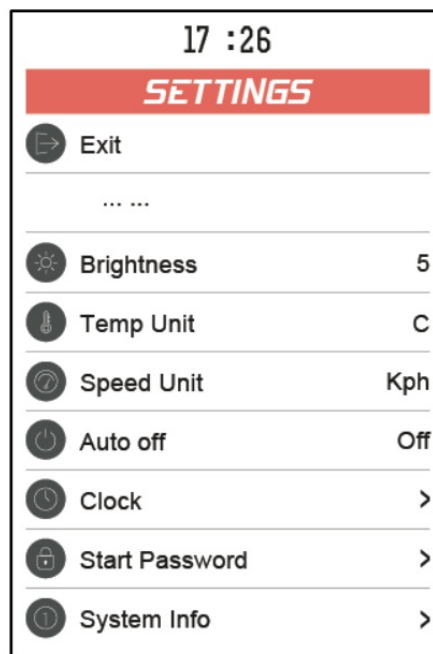 17 :26
SETTINGS
Exit
... ...
Brightness 5
Temp Unit C
Speed Unit Kph
Auto off Off
Clock >
Start Password >
System Info >